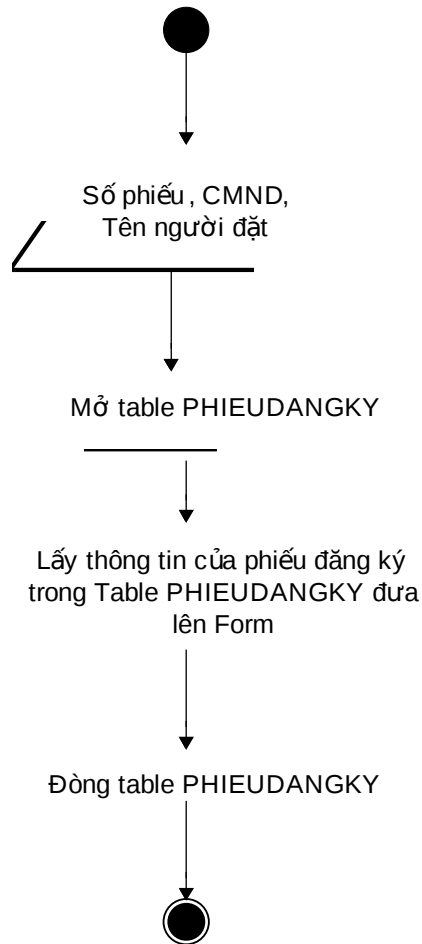 Số phiếu , CMND,
Tên người đặt
Mở table PHIEUDANGKY
Lấy thông tin của phiếu đăng ký
trong Table PHIEUDANGKY đưa
lên Form
Đòng table PHIEUDANGKY